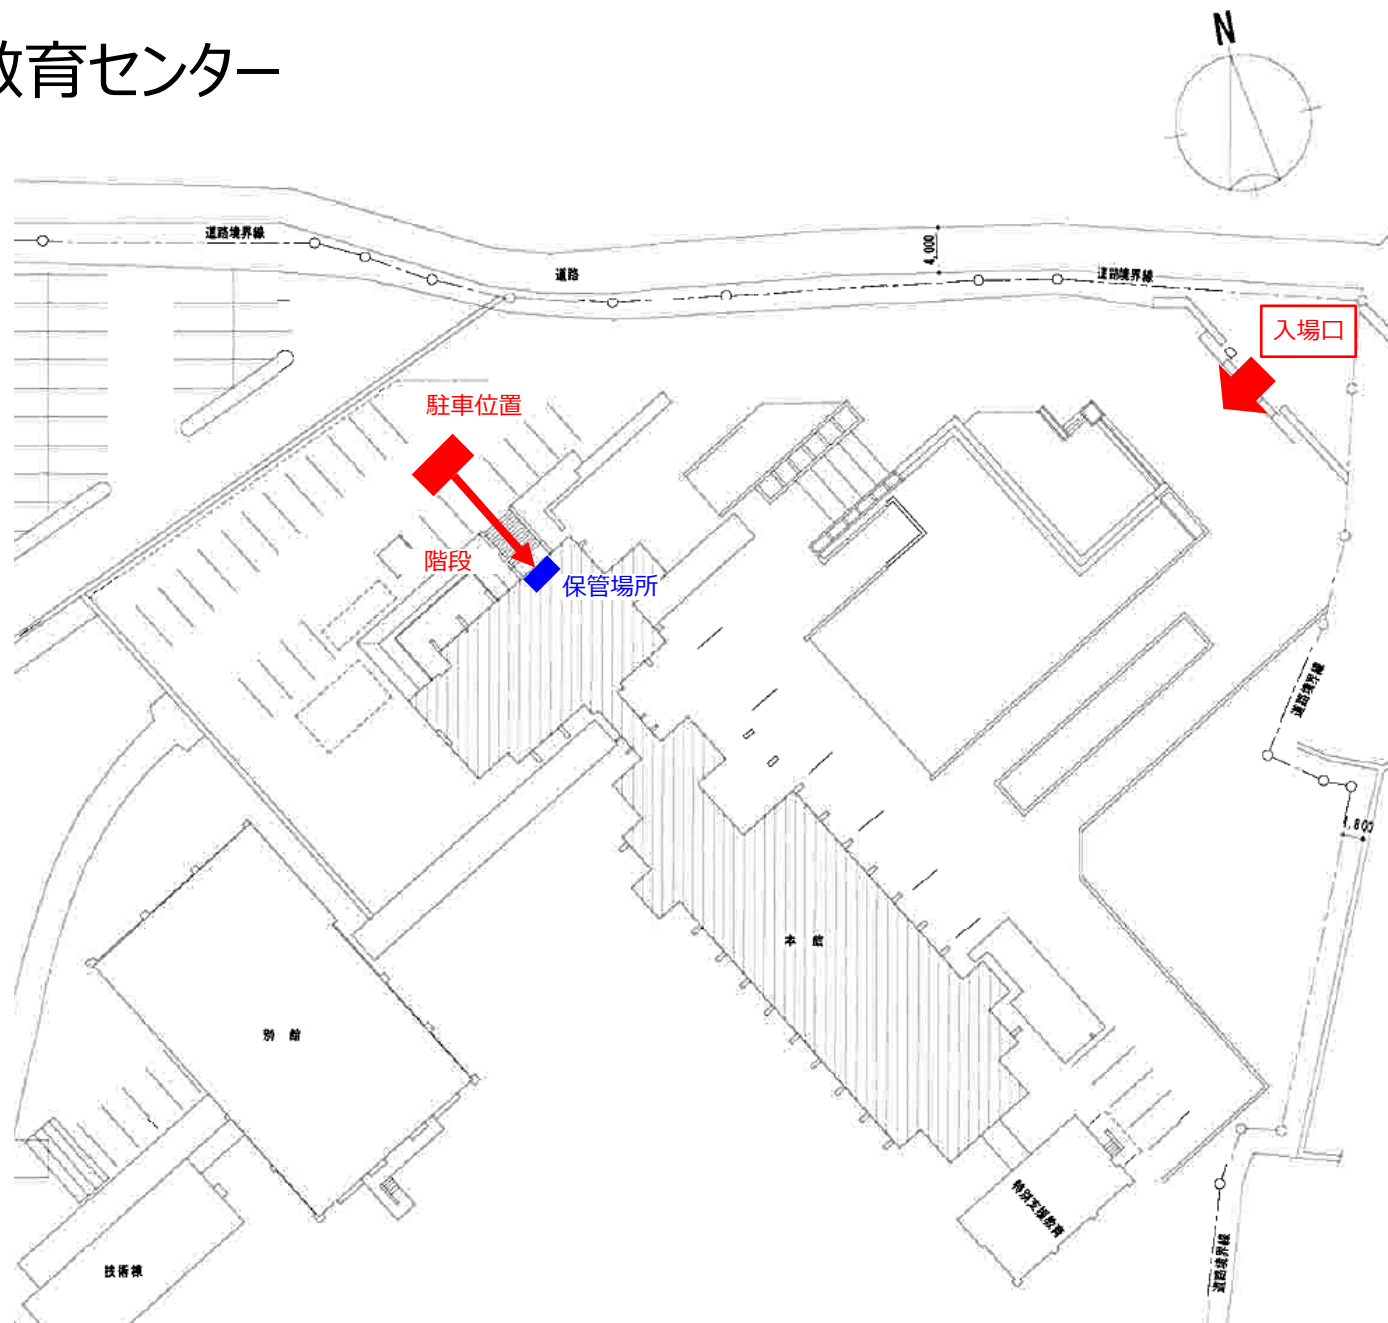 教育センター
N
道路境界線
道路
4,000
道路境界線
入場口
駐車位置
階段
保管場所
道路境界線
1,800
本館
別館
特別支援教育
道路境界線
技術棟